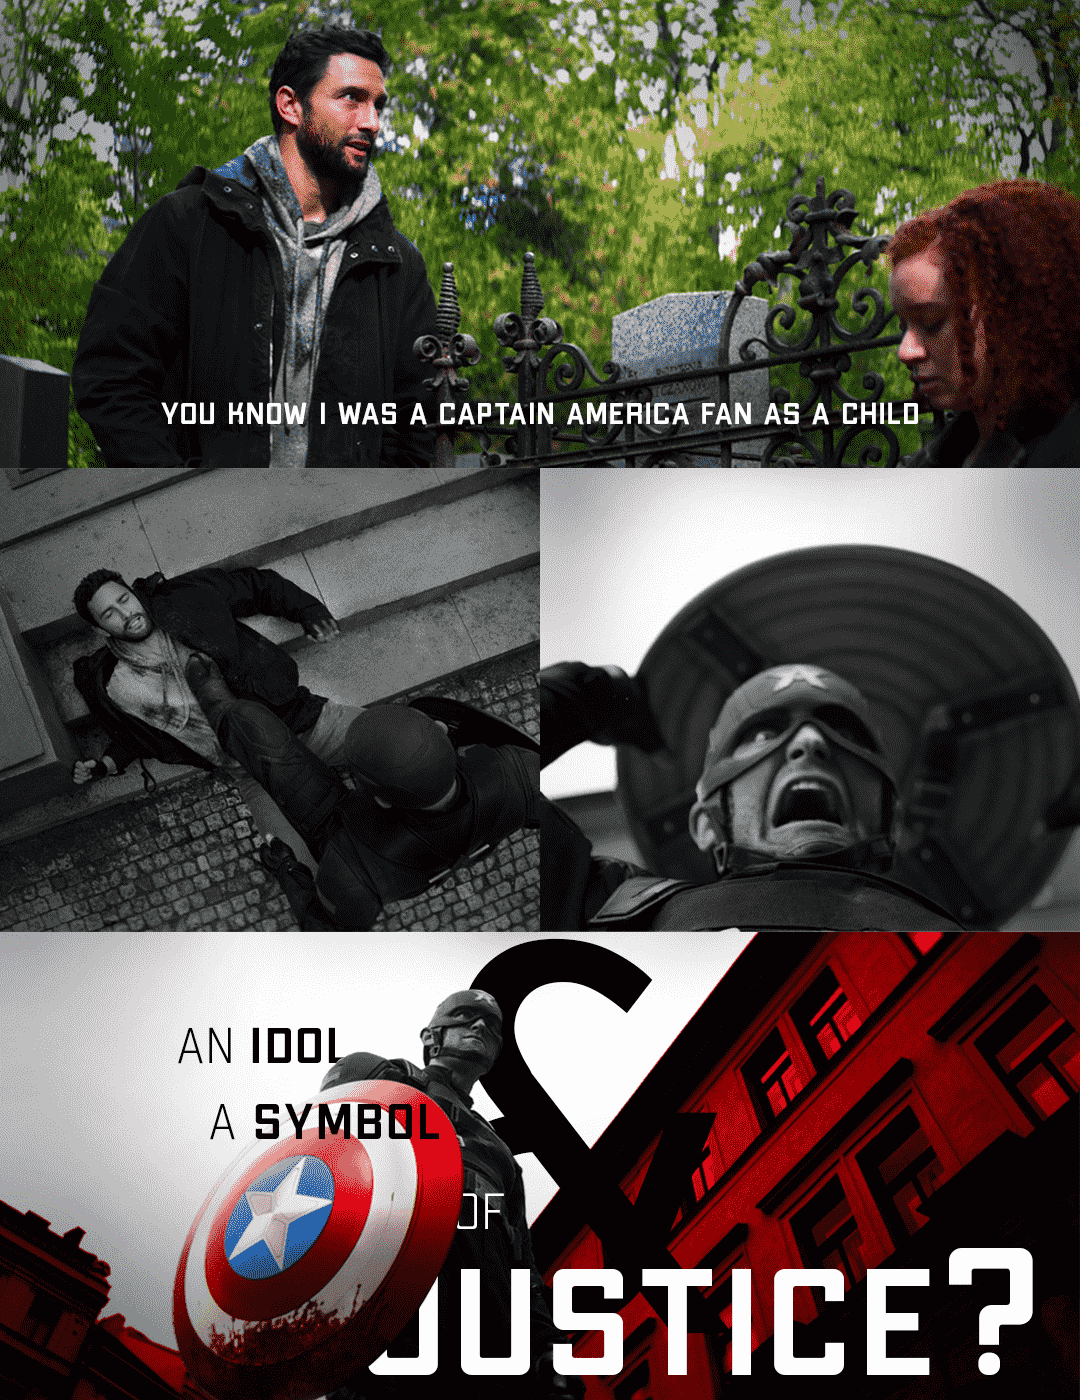 YOU KNOW I WAS A CAPTAIN AMERICA FAN AS A CHILD
A
AN IDOL
&
A SYMBOL
OF
JUSTICE?